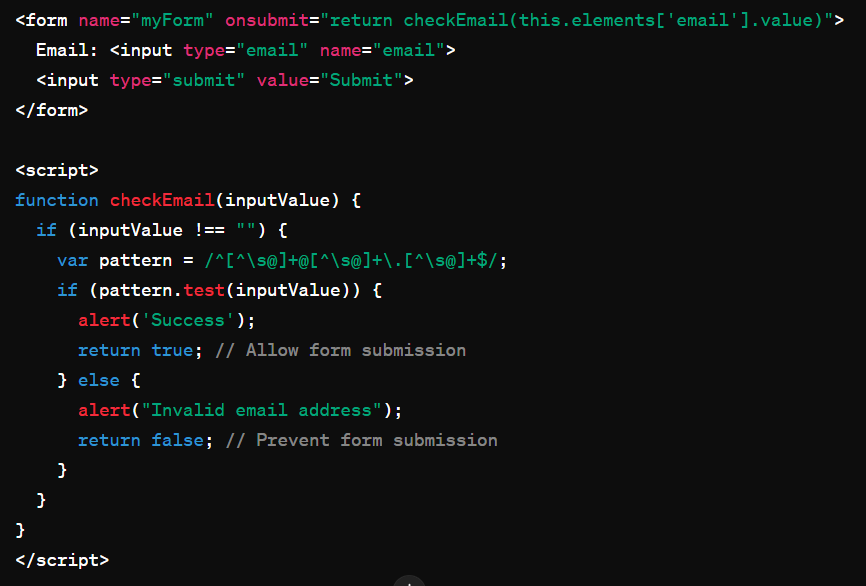 <form name="myForm" onsubmit="return checkEmail(this.elements['email'].value)">
  Email: <input type="email" name="email">
  <input type="submit" value="Submit">
</form>

<script>
function checkEmail(inputValue) {
  if (inputValue !== "") {
    var pattern = /^[^\s@]+@[^\s@]+\.[^\s@]+$/;
    if (pattern.test(inputValue)) {
      alert('Success');
      return true; // Allow form submission
    } else {
      alert("Invalid email address");
      return false; // Prevent form submission
    }
  }
}
</script>